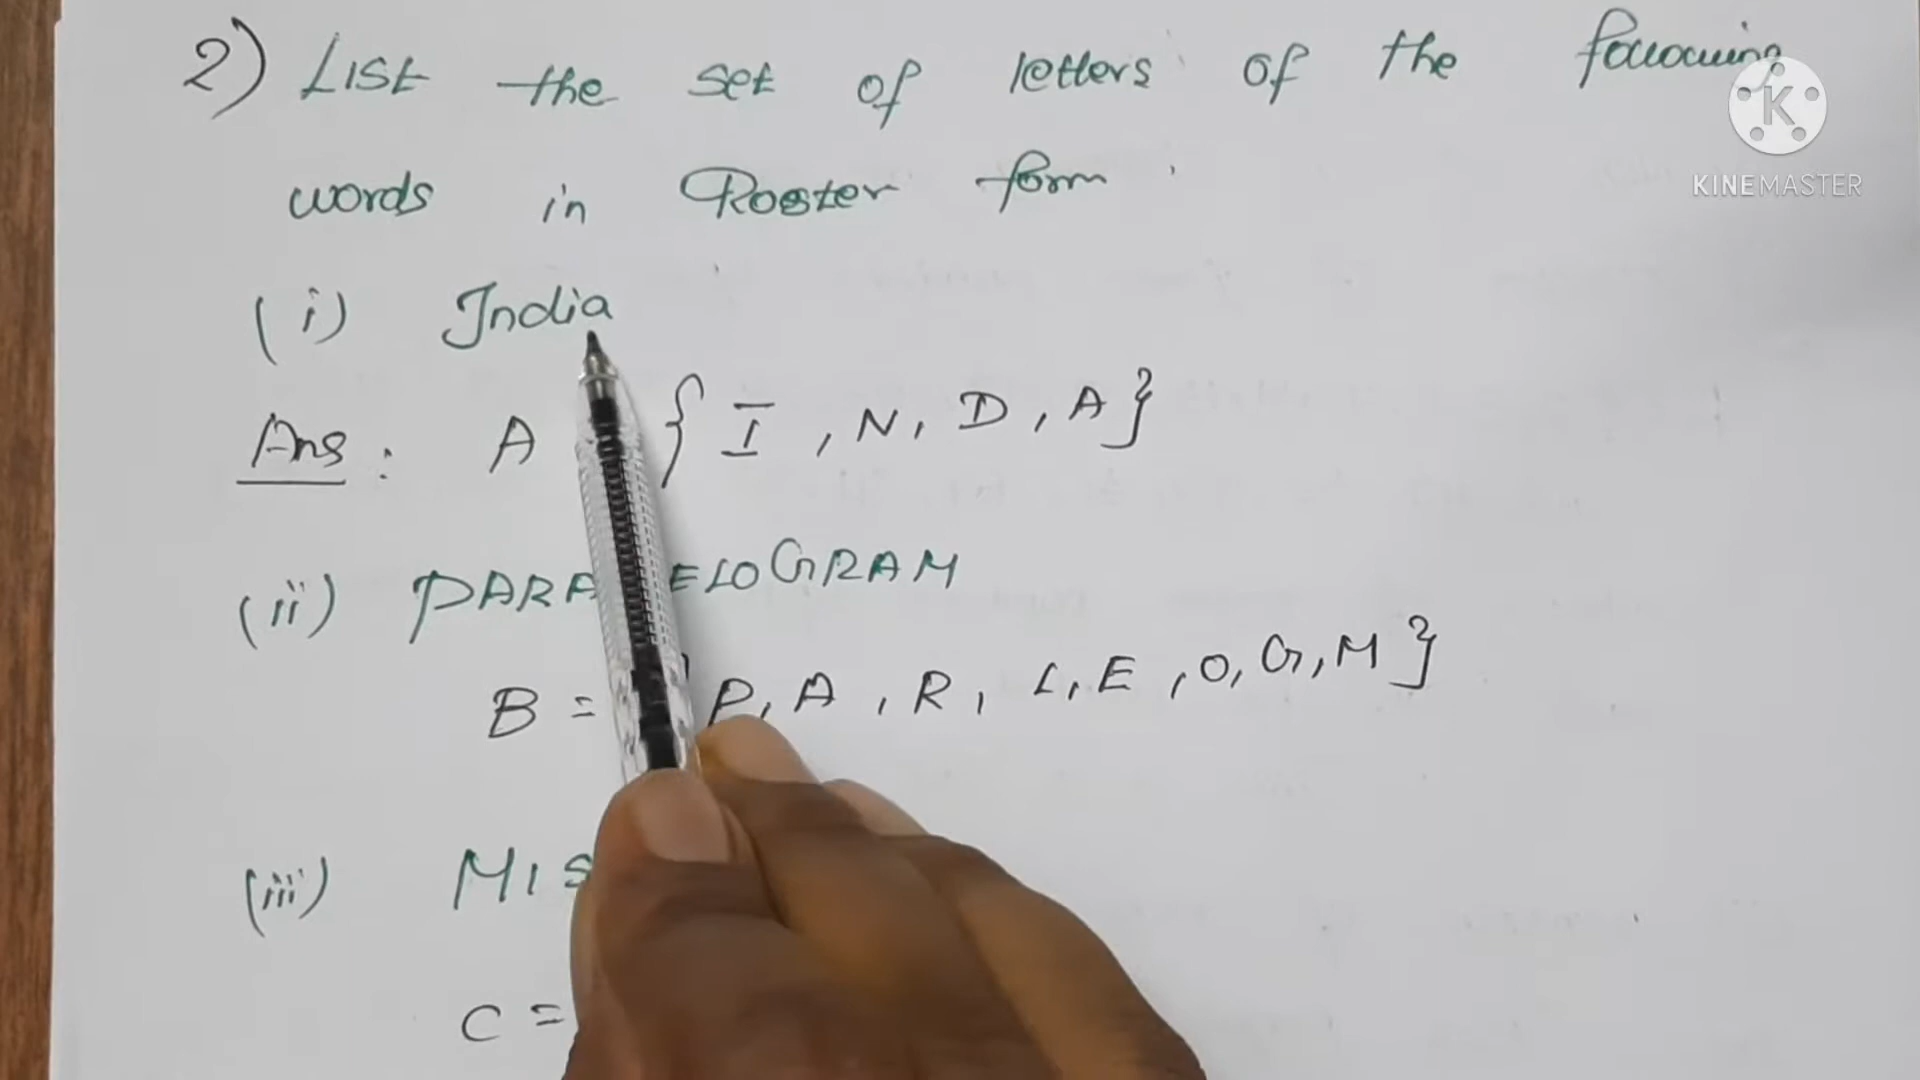 2) List the set of letters of the following
words in Roster form.
(i) India
Ans: A { I, N, D, A}
(ii) PARA ELOGRAM
B = P, A, R, L, E, O, G, M}
(iii) MIS
C =
K
KINEMASTER